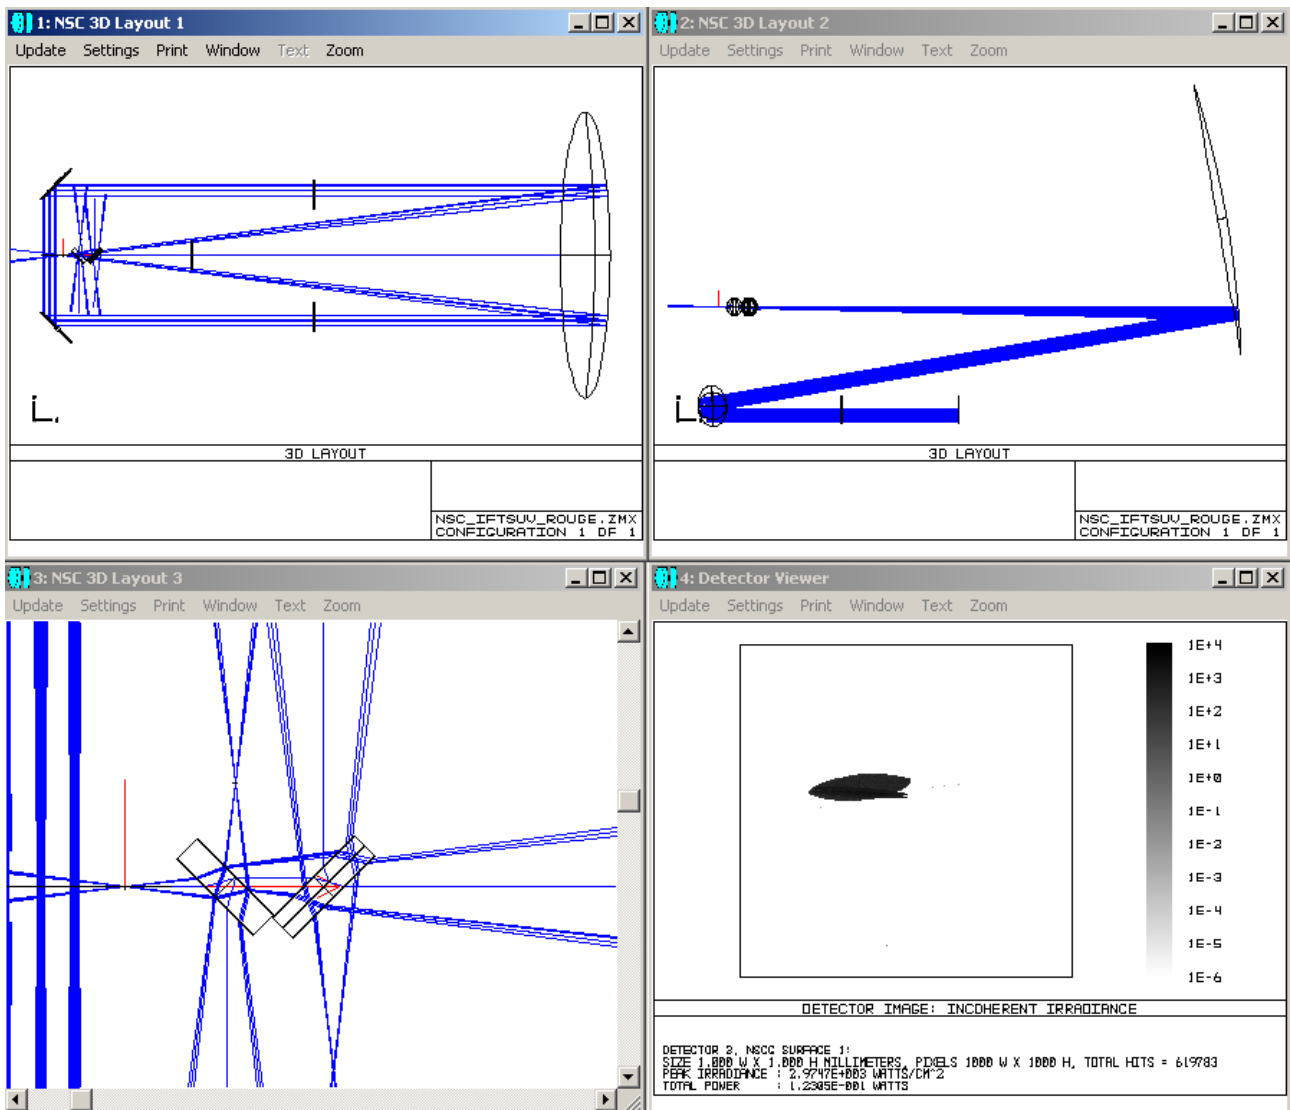 1: NSC 3D Layout 1
Update Settings Print Window Text Zoom
3D LAYOUT
NSC_IFTSUV_ROUGE.ZMX
CONFIGURATION 1 OF 1
2: NSC 3D Layout 2
Update Settings Print Window Text Zoom
3D LAYOUT
NSC_IFTSUV_ROUGE.ZMX
CONFIGURATION 1 OF 1
3: NSC 3D Layout 3
Update Settings Print Window Text Zoom
4: Detector Viewer
Update Settings Print Window Text Zoom
1E+4
1E+3
1E+2
1E+1
1E+0
1E-1
1E-2
1E-3
1E-4
1E-5
1E-6
DETECTOR IMAGE: INCOHERENT IRRADIANCE
DETECTOR 3, NSCG SURFACE 1:
SIZE 1.000 W X 1.000 H MILLIMETERS, PIXELS 1000 W X 1000 H, TOTAL HITS = 619783
PEAK IRRADIANCE : 2.9747E+003 WATTS/CM^2
TOTAL POWER : 1.2305E-001 WATTS